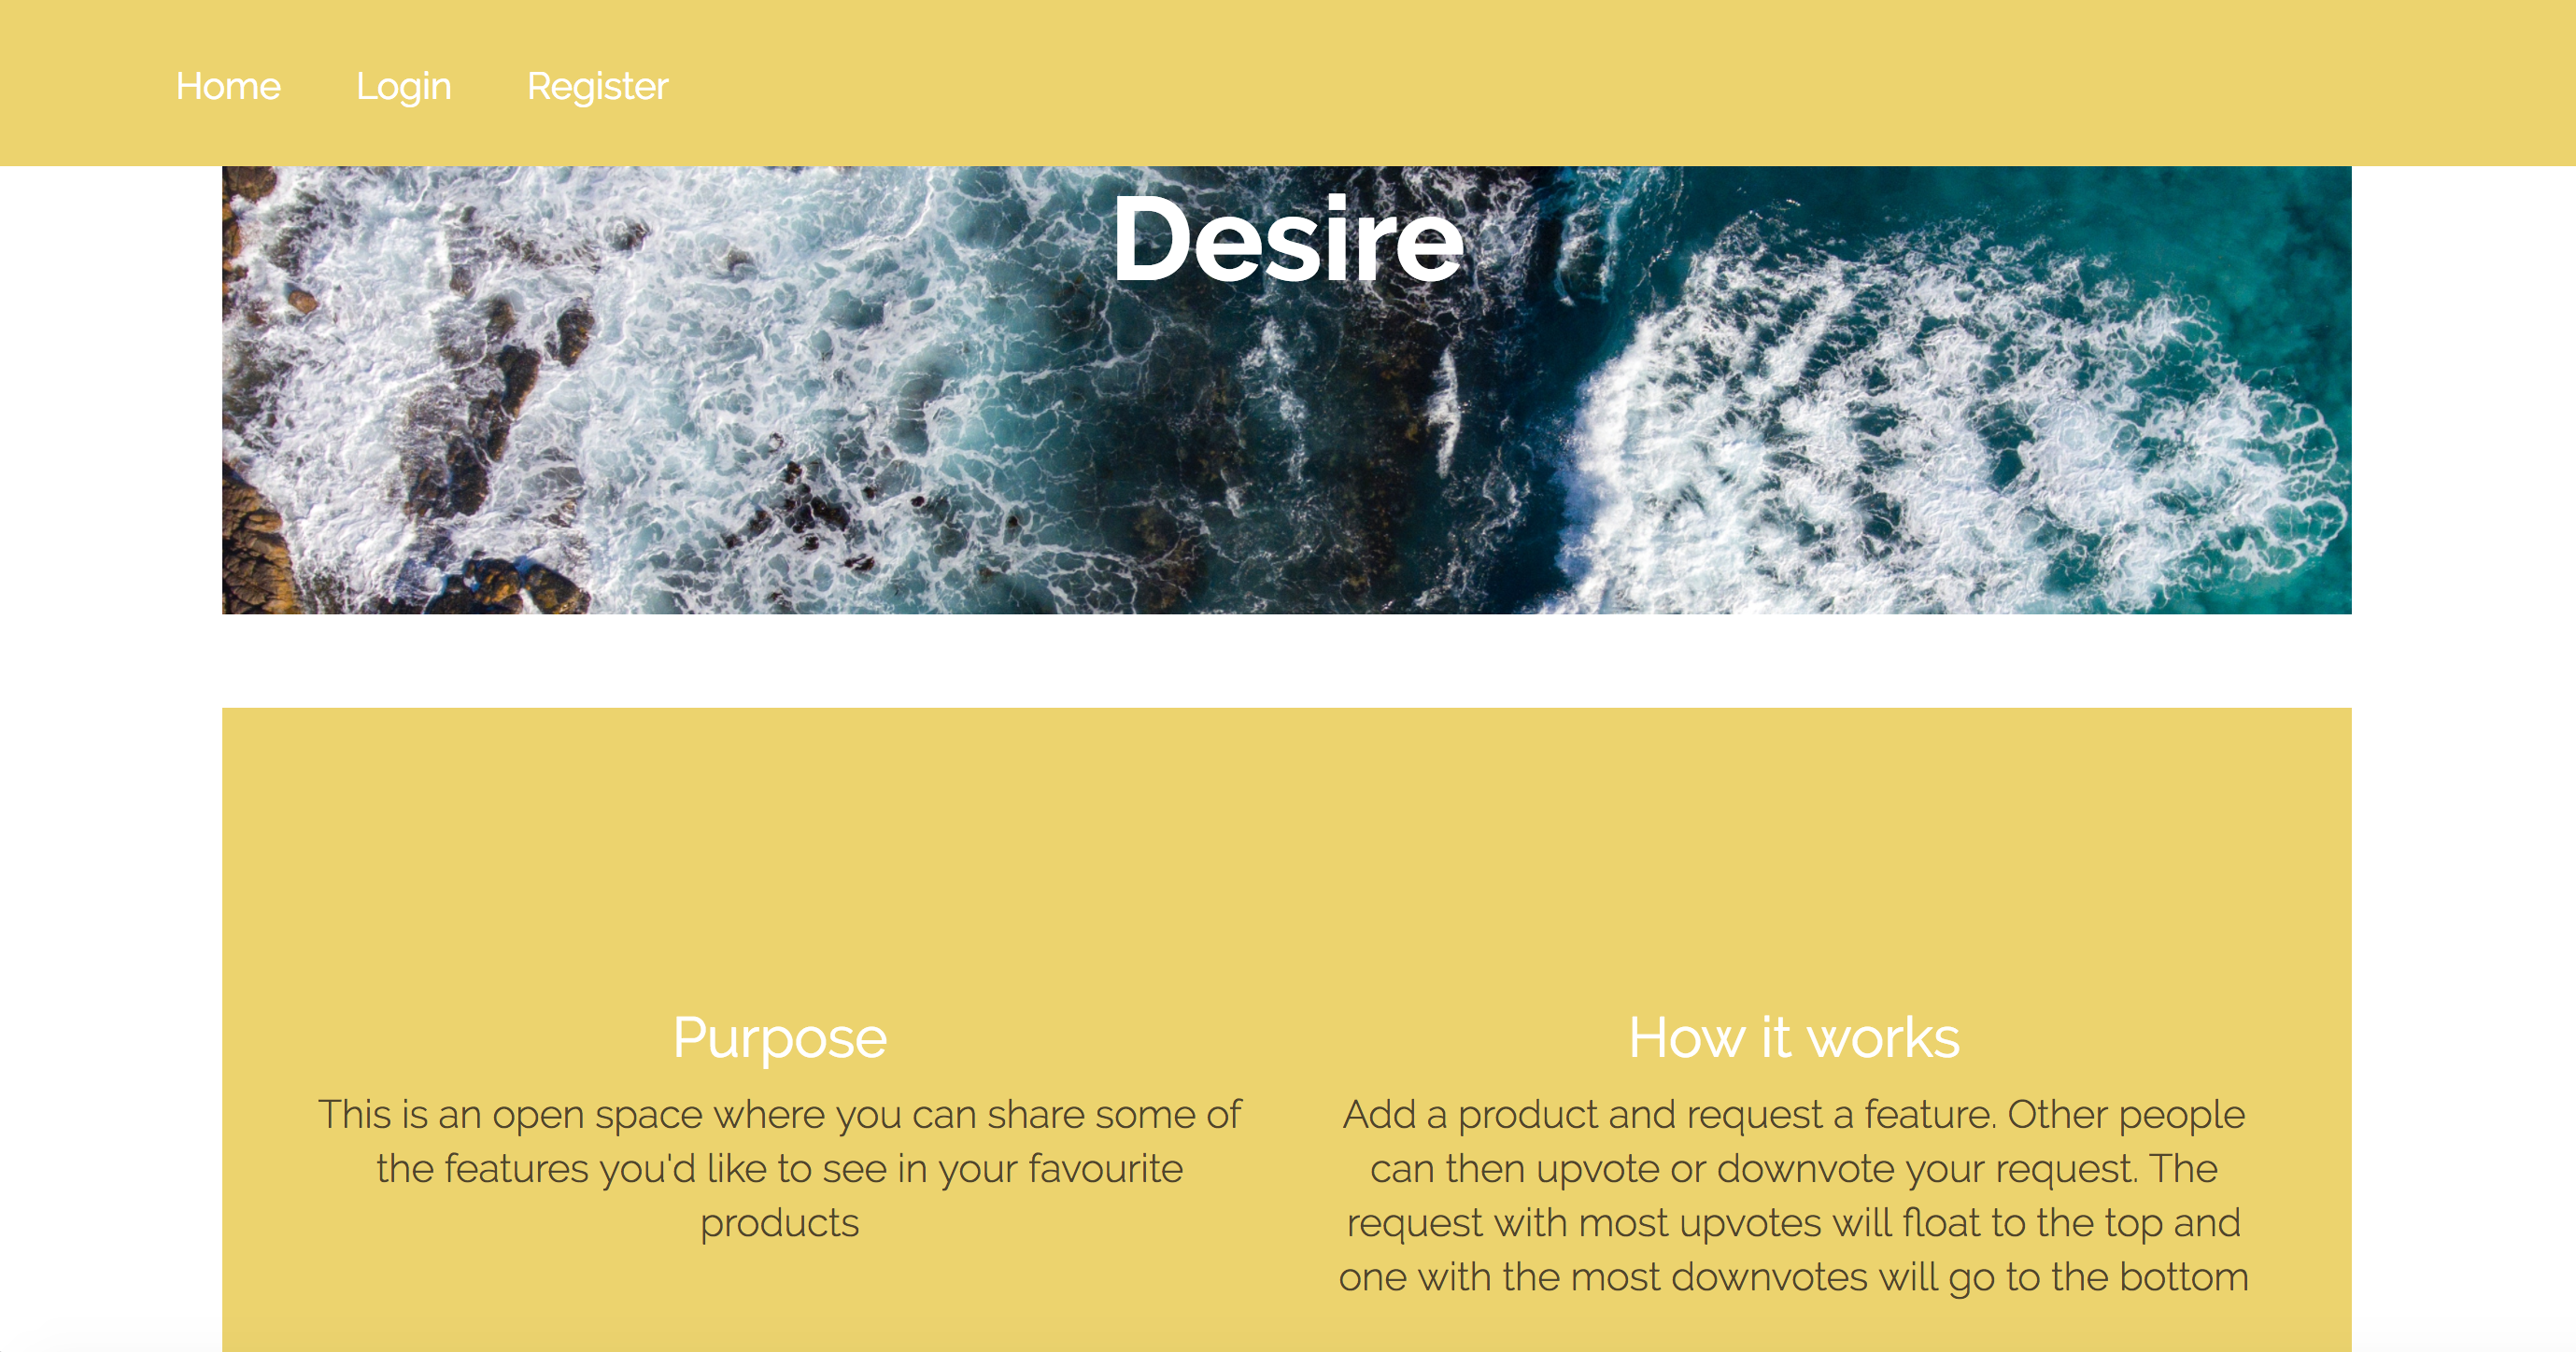 Home Login Register
Desire
Purpose
This is an open space where you can share some of
the features you'd like to see in your favourite
products
How it works
Add a product and request a feature. Other people
can then upvote or downvote your request. The
request with most upvotes will float to the top and
one with the most downvotes will go to the bottom